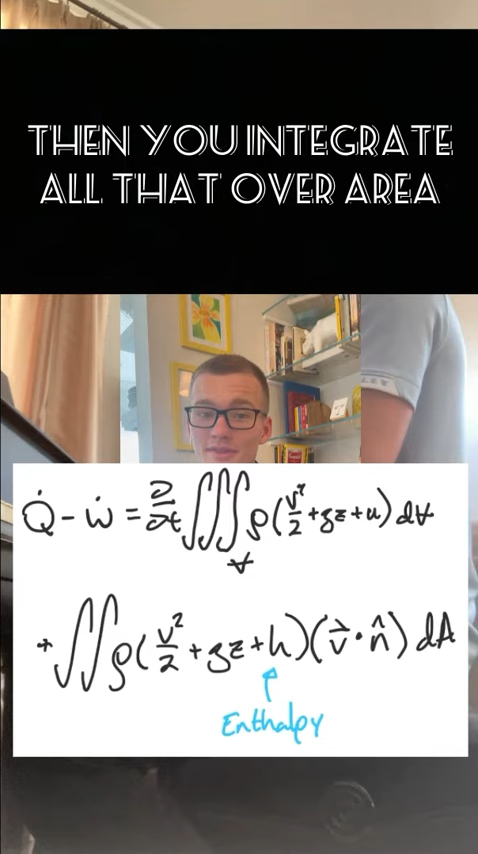 THEN YOU INTEGRATE
ALL THAT OVER AREA
Q̇ - ẇ = ∂/∂t ∭_∀ ρ(v²/2 + gz + u) d∀
+ ∬ρ(v²/2 + gz + h)(v⃗ · n̂) dA
Enthalpy